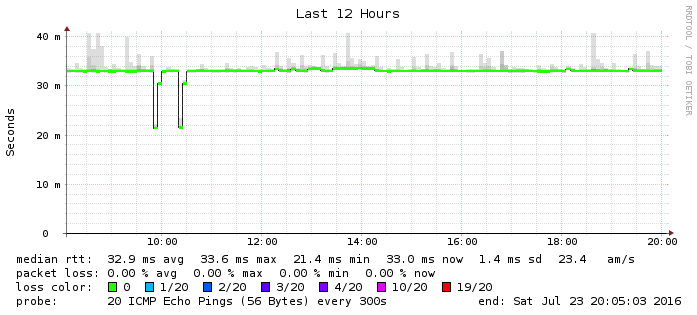 Last 12 Hours
RRDTOOL / TOBI OETIKER
Seconds
40 m
30 m
20 m
10 m
0
10:00 12:00 14:00 16:00 18:00 20:00
median rtt: 32.9 ms avg 33.6 ms max 21.4 ms min 33.0 ms now 1.4 ms sd 23.4 am/s
packet loss: 0.00 % avg 0.00 % max 0.00 % min 0.00 % now
loss color: 0 1/20 2/20 3/20 4/20 10/20 19/20
probe: 20 ICMP Echo Pings (56 Bytes) every 300s end: Sat Jul 23 20:05:03 2016